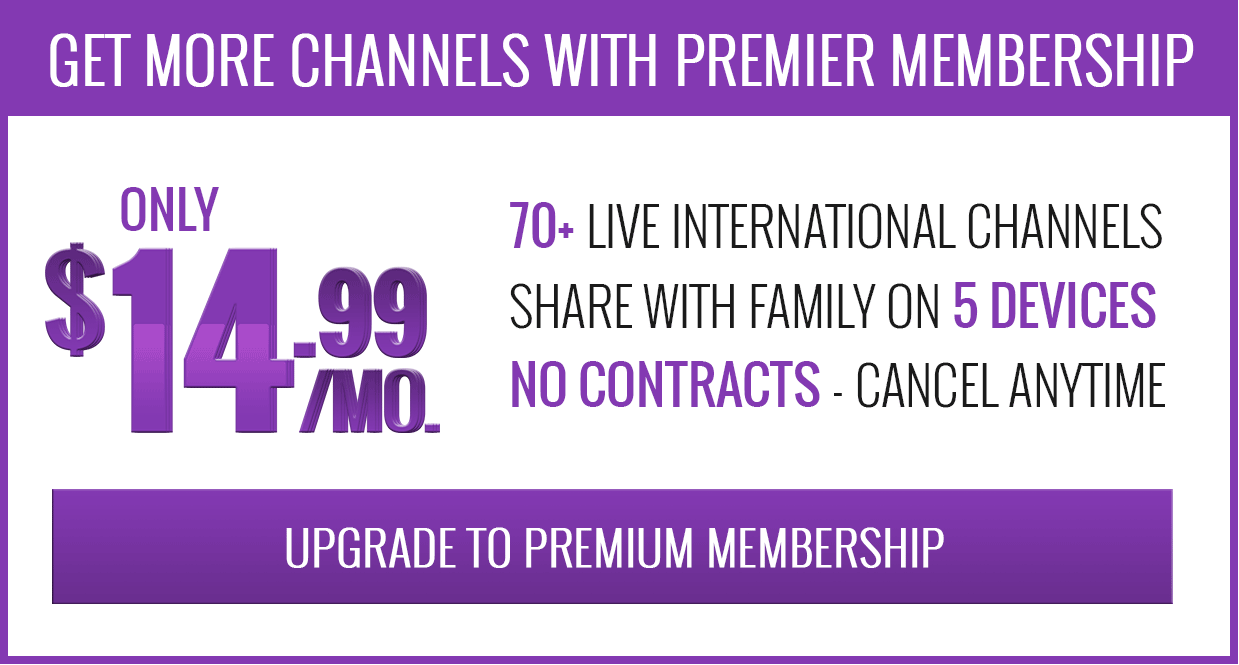 GET MORE CHANNELS WITH PREMIER MEMBERSHIP
ONLY
$14.99
/MO.
70+ LIVE INTERNATIONAL CHANNELS
SHARE WITH FAMILY ON 5 DEVICES
NO CONTRACTS - CANCEL ANYTIME
UPGRADE TO PREMIUM MEMBERSHIP